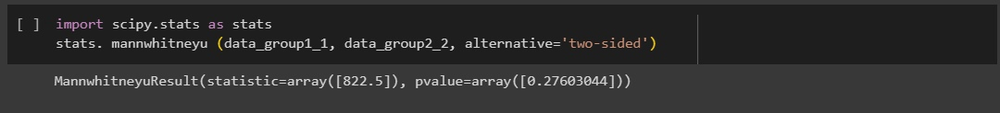 [ ] import scipy.stats as stats
stats. mannwhitneyu (data_group1_1, data_group2_2, alternative='two-sided')
MannwhitneyuResult(statistic=array([822.5]), pvalue=array([0.27603044]))